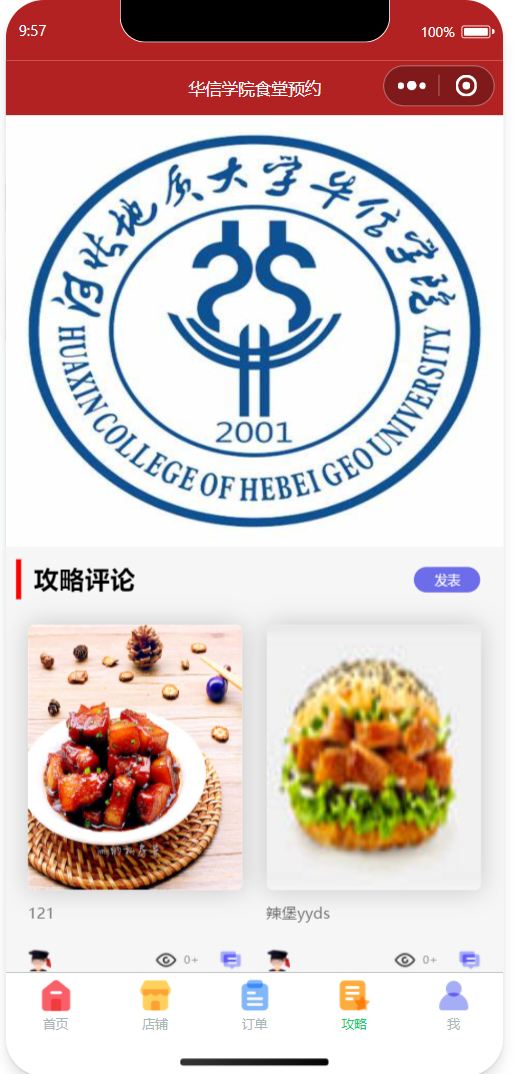 9:57
100%
华信学院食堂预约
河北地质大学华信学院
2001
HUAXIN COLLEGE OF HEBEI GEO UNIVERSITY
攻略评论
发表
121
辣堡yyds
0+
0+
首页
店铺
订单
攻略
我